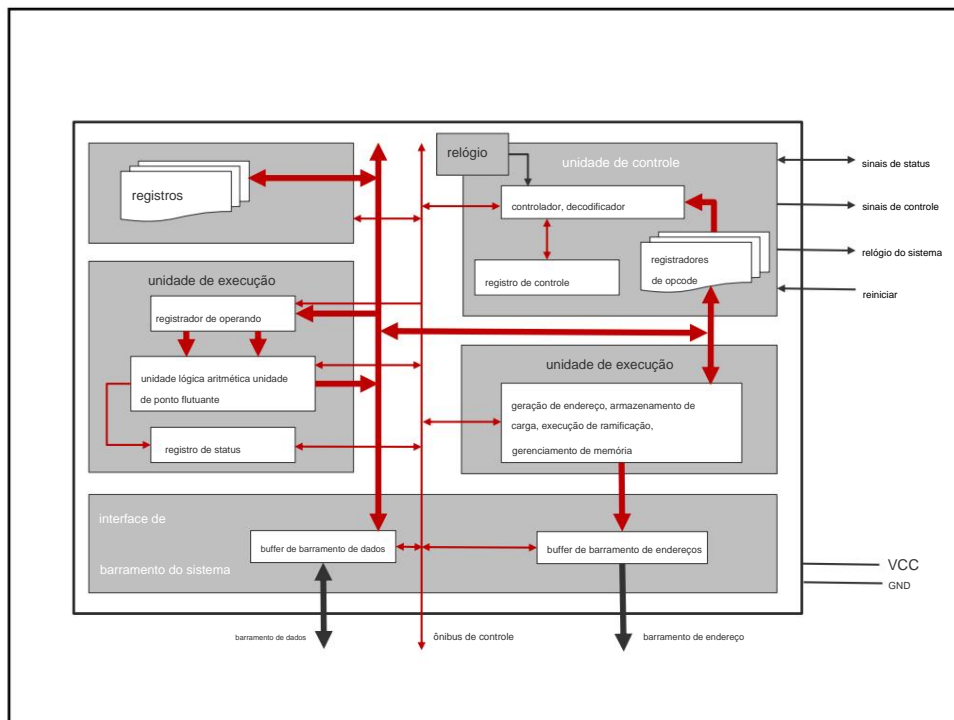 relógio
unidade de controle
sinais de status
registros
controlador, decodificador
sinais de controle
registradores
de opcode
relógio do sistema
registro de controle
reiniciar
unidade de execução
registrador de operando
unidade lógica aritmética unidade
de ponto flutuante
registro de status
unidade de execução
geração de endereço, armazenamento de
carga, execução de ramificação,
gerenciamento de memória
interface de
barramento do sistema
buffer de barramento de dados
buffer de barramento de endereços
VCC
GND
barramento de dados
ônibus de controle
barramento de endereço